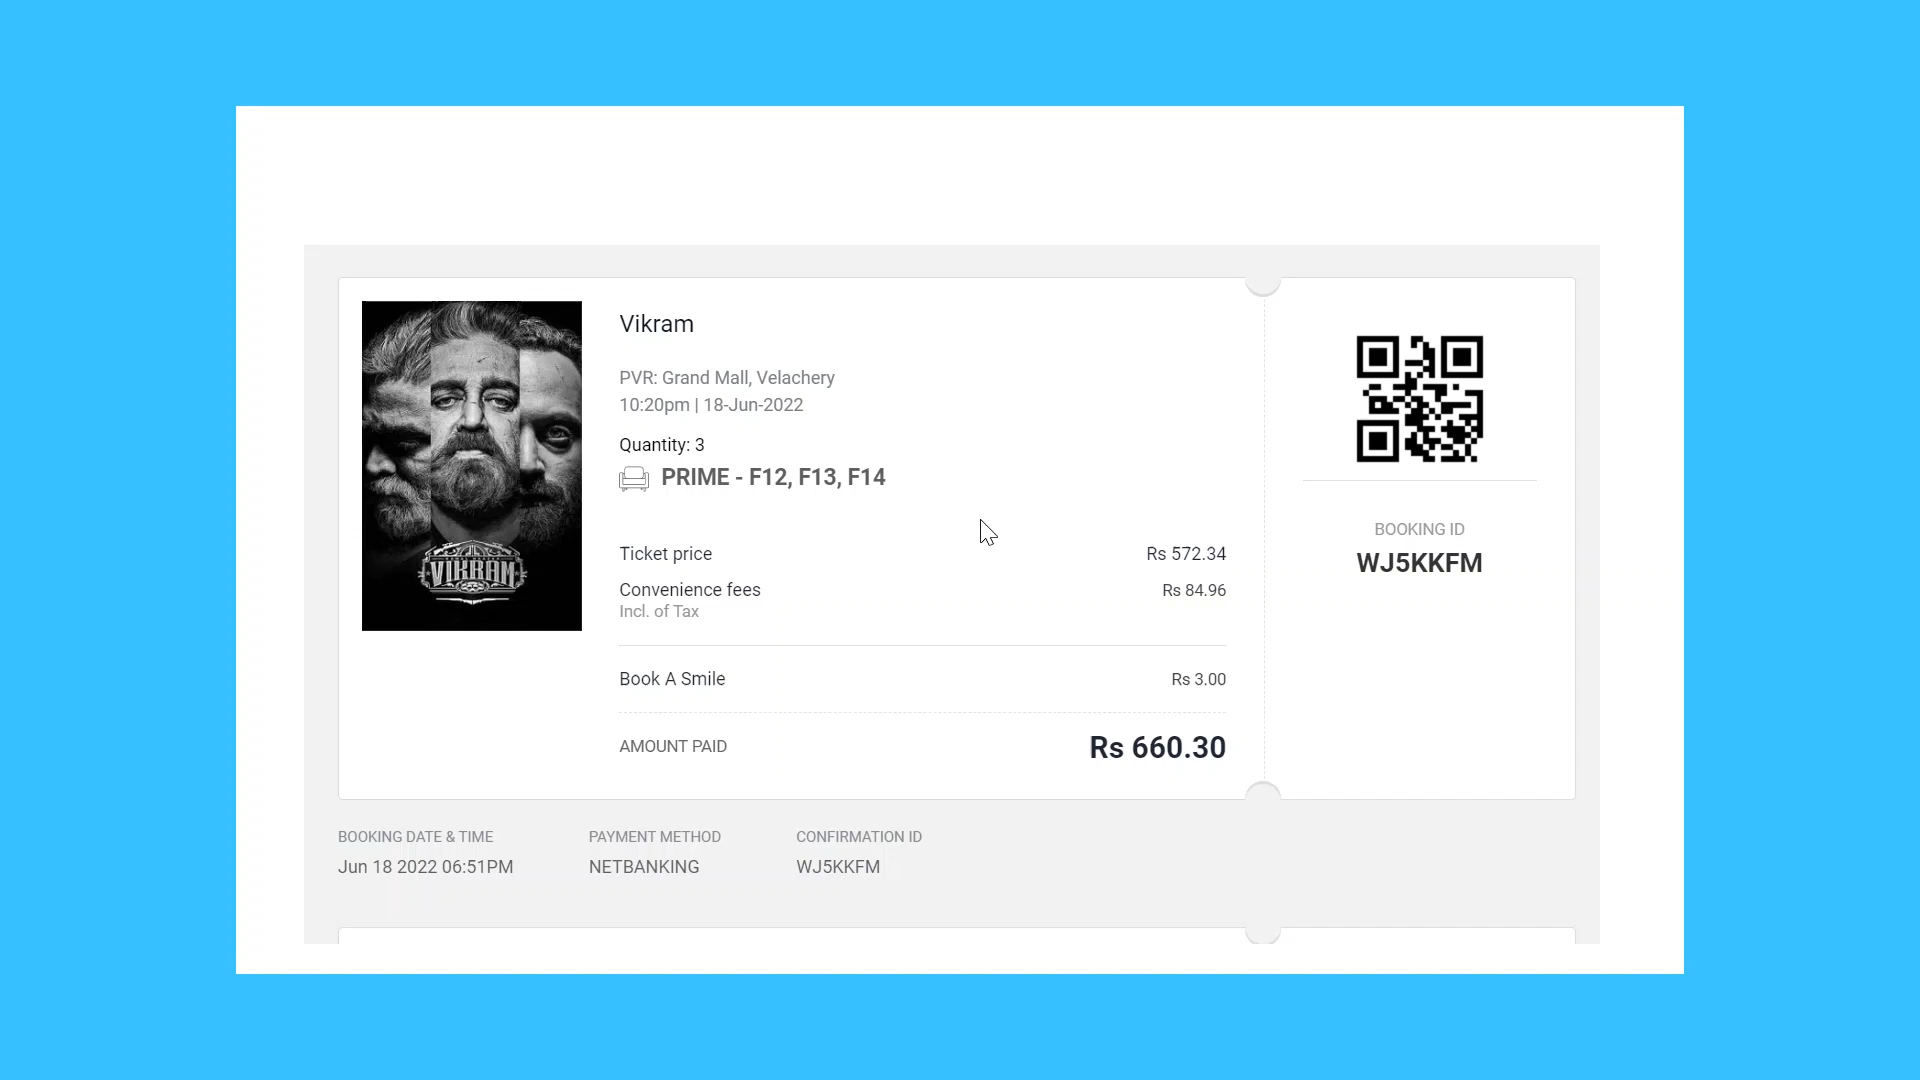 Vikram
PVR: Grand Mall, Velachery
10:20pm | 18-Jun-2022
Quantity: 3
PRIME - F12, F13, F14
VIKRAM
Ticket price Rs 572.34
Convenience fees Rs 84.96
Incl. of Tax
Book A Smile Rs 3.00
AMOUNT PAID Rs 660.30
BOOKING ID
WJ5KKFM
BOOKING DATE & TIME PAYMENT METHOD CONFIRMATION ID
Jun 18 2022 06:51PM NETBANKING WJ5KKFM